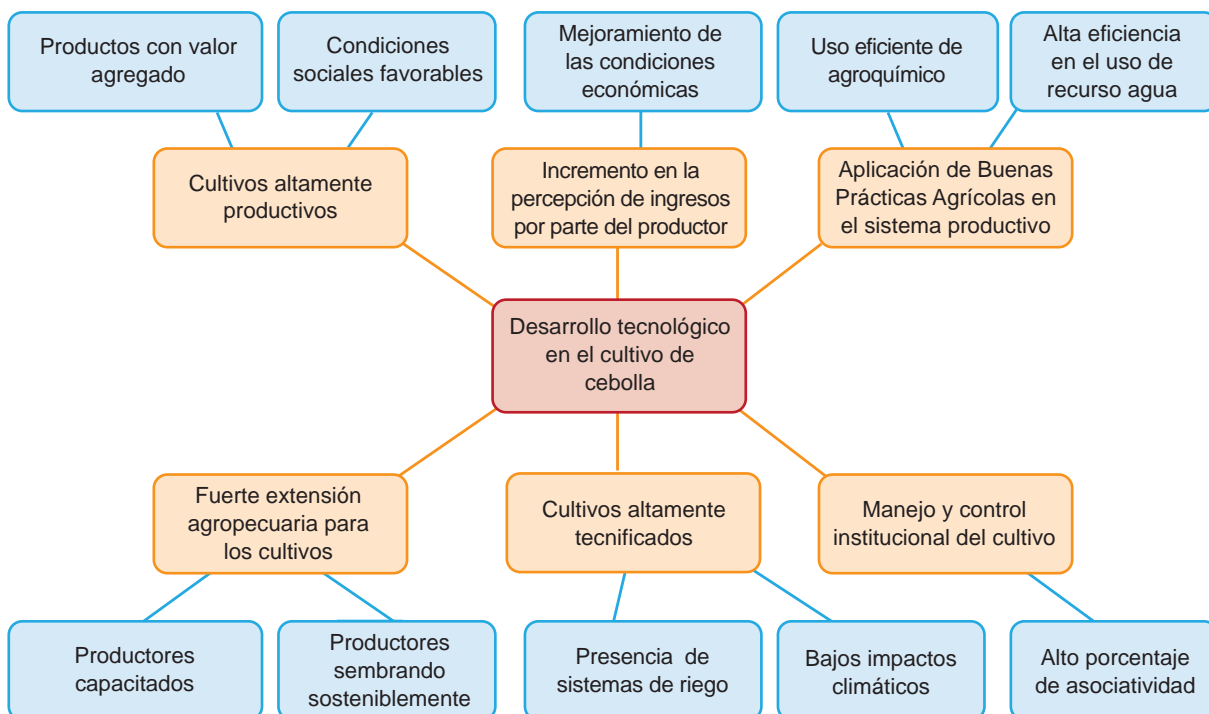 Productos con valor
agregado
Condiciones
sociales favorables
Mejoramiento de
las condiciones
económicas
Uso eficiente de
agroquímico
Alta eficiencia
en el uso de
recurso agua
Cultivos altamente
productivos
Incremento en la
percepción de ingresos
por parte del productor
Aplicación de Buenas
Prácticas Agrícolas en
el sistema productivo
Desarrollo tecnológico
en el cultivo de
cebolla
Fuerte extensión
agropecuaria para
los cultivos
Cultivos altamente
tecnificados
Manejo y control
institucional del cultivo
Productores
capacitados
Productores
sembrando
sosteniblemente
Presencia de
sistemas de riego
Bajos impactos
climáticos
Alto porcentaje
de asociatividad